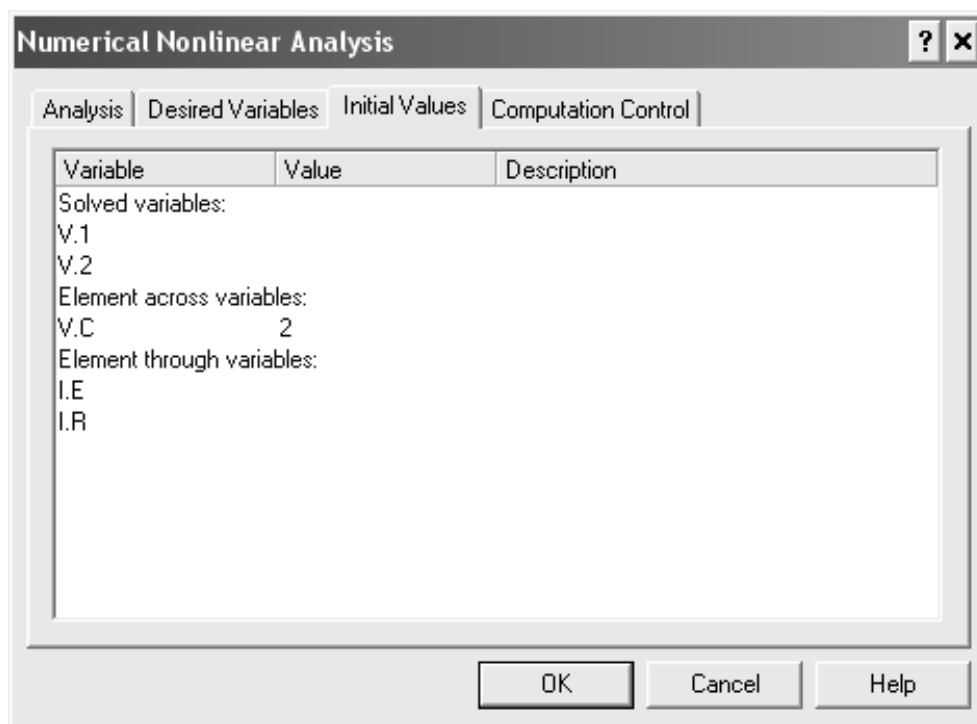 Numerical Nonlinear Analysis ? ×
Analysis Desired Variables Initial Values Computation Control
Variable Value Description
Solved variables:
V.1
V.2
Element across variables:
V.C 2
Element through variables:
I.E
I.R
OK Cancel Help